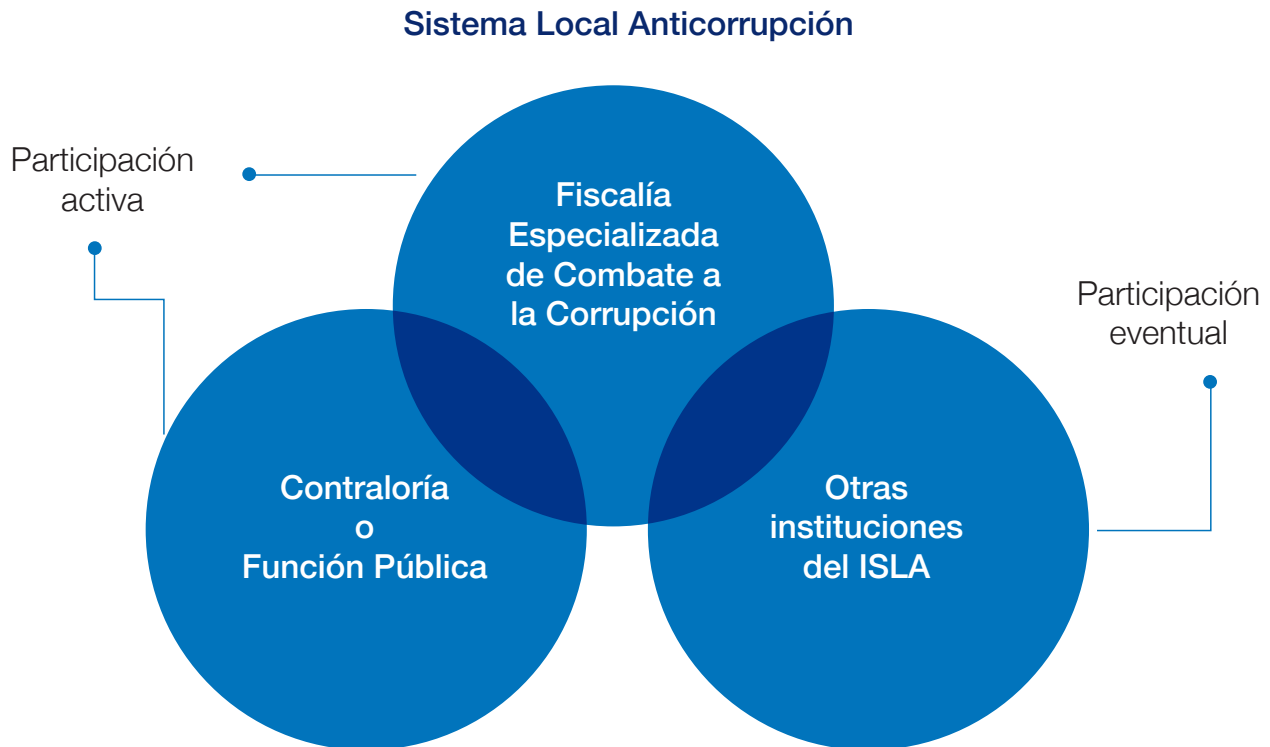 Sistema Local Anticorrupción
Participación
activa
Fiscalía
Especializada
de Combate a
la Corrupción
Participación
eventual
Contraloría
o
Función Pública
Otras
instituciones
del ISLA